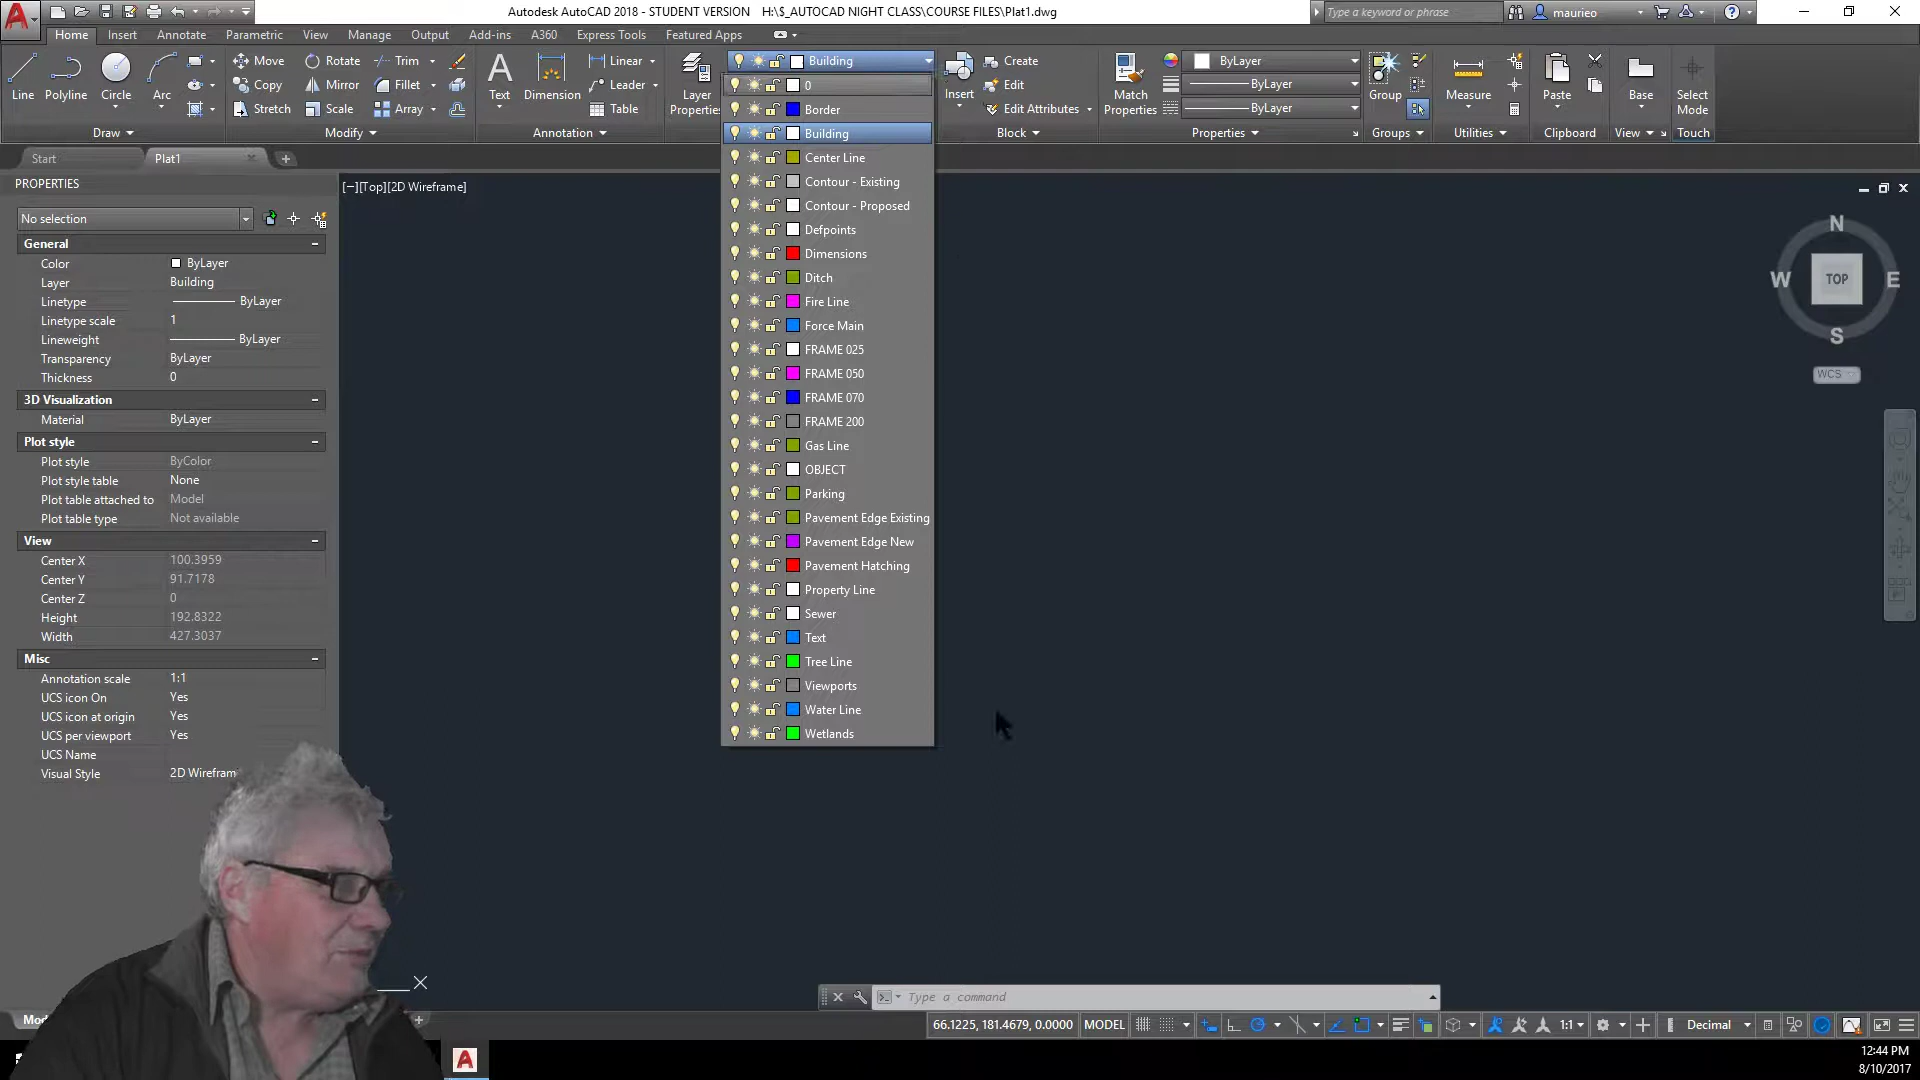 Autodesk AutoCAD 2018 - STUDENT VERSION H:\$_AUTOCAD NIGHT CLASS\COURSE FILES\Plat1.dwg
Type a keyword or phrase
maurieo
Home Insert Annotate Parametric View Manage Output Add-ins A360 Express Tools Featured Apps
Line
Polyline
Circle
Arc
Draw
Move
Rotate
Trim
Copy
Mirror
Fillet
Stretch
Scale
Array
Modify
Text
Dimension
Linear
Leader
Table
Annotation
Layer
Properties
Building
Insert
Create
Edit
Edit Attributes
Block
Match
Properties
ByLayer
ByLayer
ByLayer
Properties
Group
Groups
Measure
Utilities
Paste
Clipboard
Base
View
Select
Mode
Touch
Start
Plat1
0
Border
Building
Center Line
Contour - Existing
Contour - Proposed
Defpoints
Dimensions
Ditch
Fire Line
Force Main
FRAME 025
FRAME 050
FRAME 070
FRAME 200
Gas Line
OBJECT
Parking
Pavement Edge Existing
Pavement Edge New
Pavement Hatching
Property Line
Sewer
Text
Tree Line
Viewports
Water Line
Wetlands
PROPERTIES
No selection
General
Color ByLayer
Layer Building
Linetype ByLayer
Linetype scale 1
Lineweight ByLayer
Transparency ByLayer
Thickness 0
3D Visualization
Material ByLayer
Plot style
Plot style ByColor
Plot style table None
Plot table attached to Model
Plot table type Not available
View
Center X 100.3959
Center Y 91.7178
Center Z 0
Height 192.8322
Width 427.3037
Misc
Annotation scale 1:1
UCS icon On Yes
UCS icon at origin Yes
UCS per viewport Yes
UCS Name
Visual Style 2D Wirefram
[−][Top][2D Wireframe]
N
W TOP E
S
WCS
Type a command
66.1225, 181.4679, 0.0000 MODEL
1:1
Decimal
12:44 PM
8/10/2017